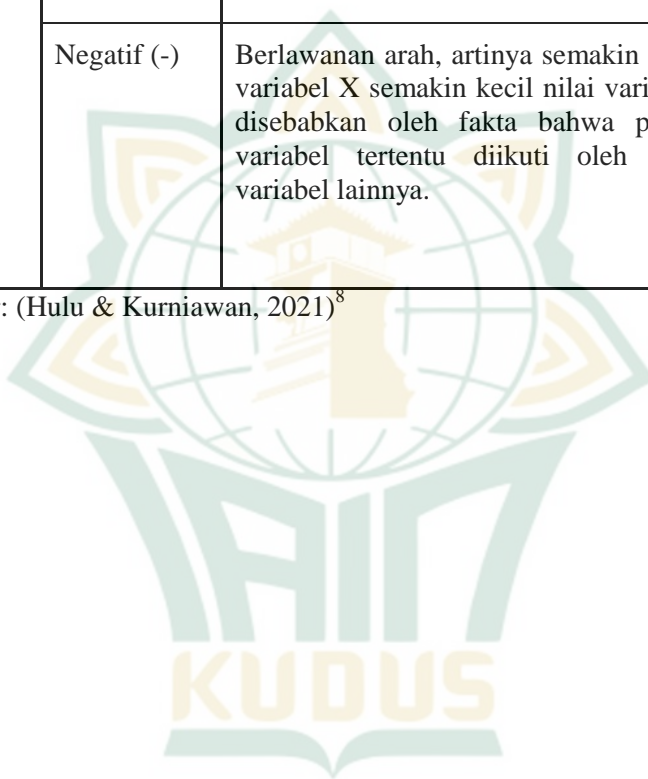 Negatif (-)
Berlawanan arah, artinya semakin
variabel X semakin kecil nilai vari
disebabkan oleh fakta bahwa p
variabel tertentu diikuti oleh
variabel lainnya.
: (Hulu & Kurniawan, 2021)⁸
IAIN
KUDUS